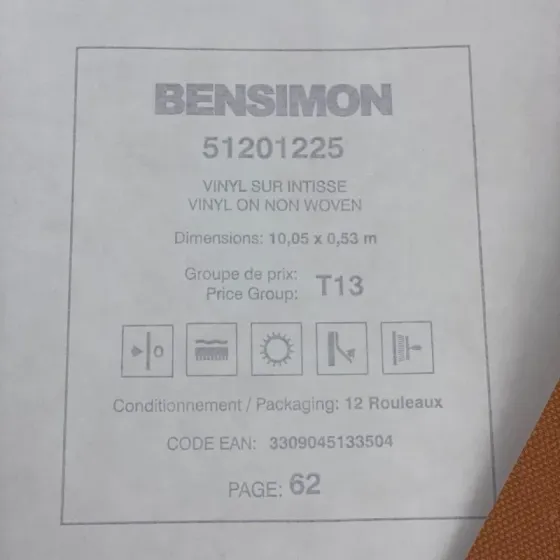 BENSIMON
51201225
VINYL SUR INTISSE
VINYL ON NON WOVEN
Dimensions: 10,05 x 0,53 m
Groupe de prix:
Price Group: T13
0
Conditionnement / Packaging: 12 Rouleaux
CODE EAN: 3309045133504
PAGE: 62